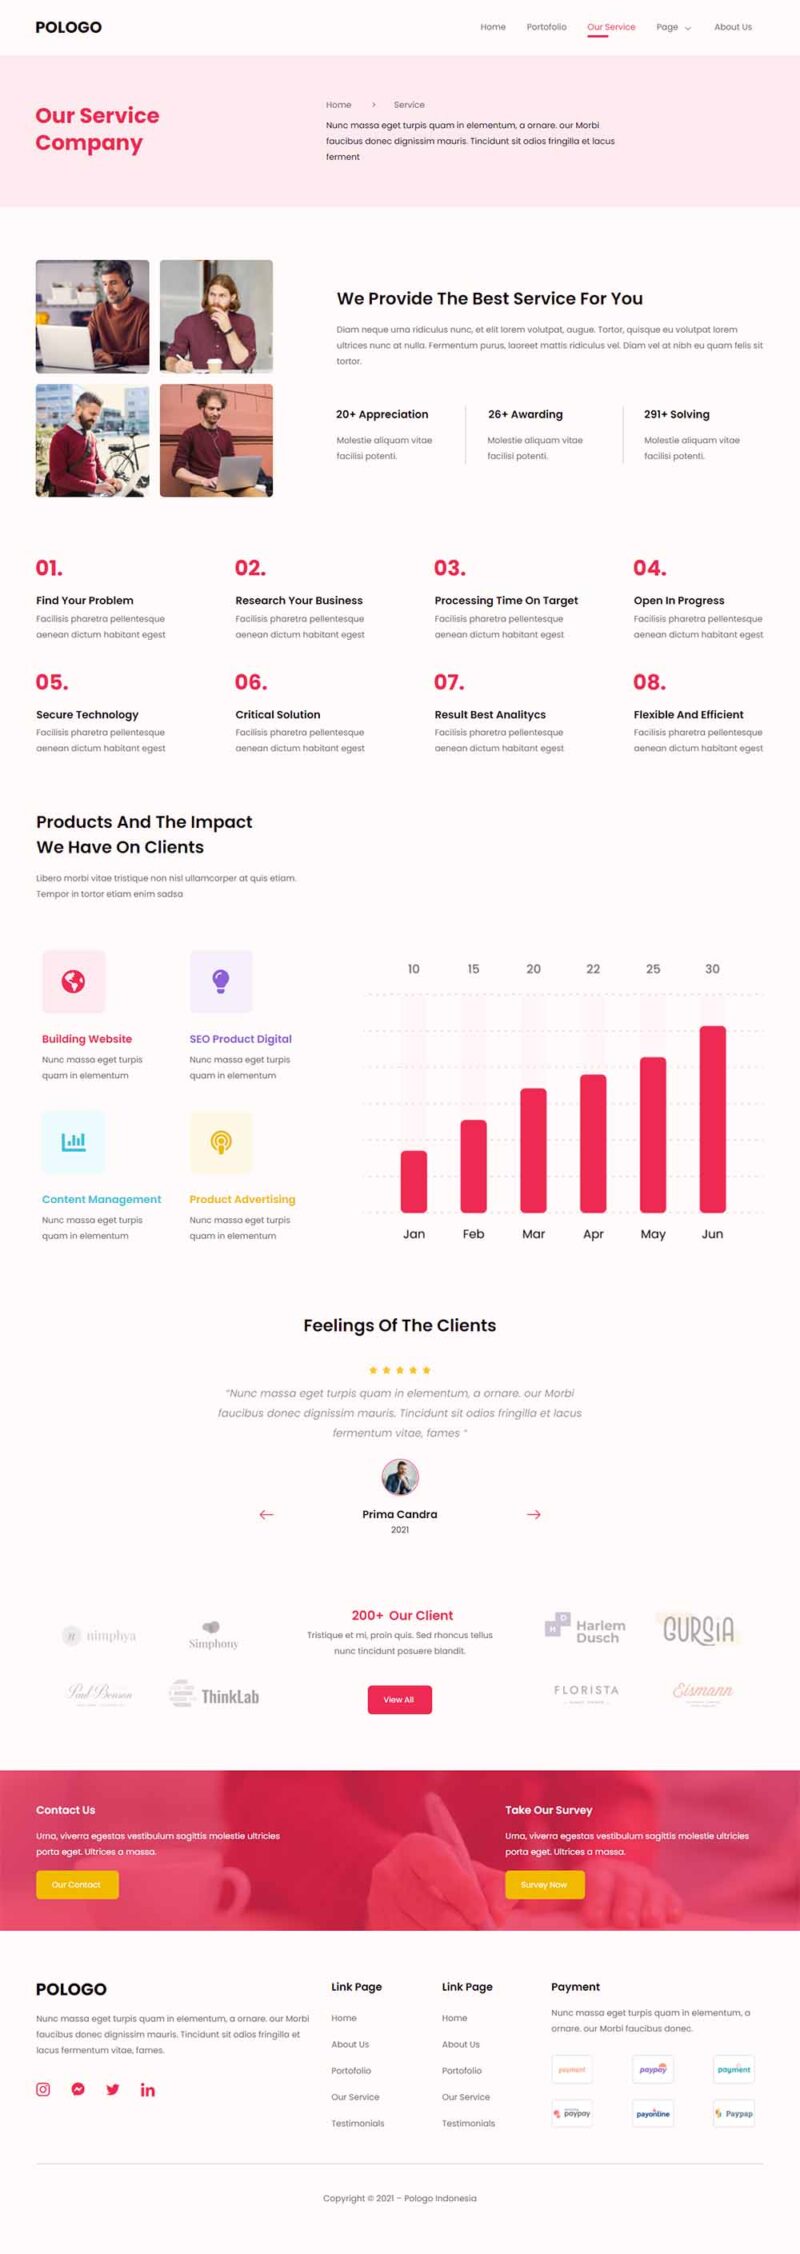 POLOGO
Home Portofolio Our Service Page About Us
Our Service
Company
Home > Service
Nunc massa eget turpis quam in elementum, a ornare. our Morbi
faucibus donec dignissim mauris. Tincidunt sit odios fringilla et lacus
ferment
We Provide The Best Service For You
Diam neque urna ridiculus nunc, et elit lorem volutpat, augue. Tortor, quisque eu volutpat lorem
ultrices nunc at nulla. Fermentum purus, laoreet mattis ridiculus vel. Diam vel at nibh eu quam felis sit
tortor.
20+ Appreciation
Molestie aliquam vitae
facilisi potenti.
26+ Awarding
Molestie aliquam vitae
facilisi potenti.
291+ Solving
Molestie aliquam vitae
facilisi potenti.
01.
Find Your Problem
Facilisis pharetra pellentesque
aenean dictum habitant egest
02.
Research Your Business
Facilisis pharetra pellentesque
aenean dictum habitant egest
03.
Processing Time On Target
Facilisis pharetra pellentesque
aenean dictum habitant egest
04.
Open In Progress
Facilisis pharetra pellentesque
aenean dictum habitant egest
05.
Secure Technology
Facilisis pharetra pellentesque
aenean dictum habitant egest
06.
Critical Solution
Facilisis pharetra pellentesque
aenean dictum habitant egest
07.
Result Best Analitycs
Facilisis pharetra pellentesque
aenean dictum habitant egest
08.
Flexible And Efficient
Facilisis pharetra pellentesque
aenean dictum habitant egest
Products And The Impact
We Have On Clients
Libero morbi vitae tristique non nisl ullamcorper at quis etiam.
Tempor in tortor etiam enim sadsa
Building Website
Nunc massa eget turpis
quam in elementum
SEO Product Digital
Nunc massa eget turpis
quam in elementum
Content Management
Nunc massa eget turpis
quam in elementum
Product Advertising
Nunc massa eget turpis
quam in elementum
10 15 20 22 25 30
Jan Feb Mar Apr May Jun
Feelings Of The Clients
"Nunc massa eget turpis quam in elementum, a ornare. our Morbi
faucibus donec dignissim mauris. Tincidunt sit odios fringilla et lacus
fermentum vitae, fames "
Prima Candra
2021
n nimphya
Simphony
Paul Benson
ThinkLab
200+ Our Client
Tristique et mi, proin quis. Sed rhoncus tellus
nunc tincidunt posuere blandit.
View All
H D Harlem
Dusch
GURSIA
FLORISTA
Eismann
Contact Us
Urna, viverra egestas vestibulum sagittis molestie ultricies
porta eget. Ultrices a massa.
Our Contact
Take Our Survey
Urna, viverra egestas vestibulum sagittis molestie ultricies
porta eget. Ultrices a massa.
Survey Now
POLOGO
Nunc massa eget turpis quam in elementum, a ornare. our Morbi
faucibus donec dignissim mauris. Tincidunt sit odios fringilla et
lacus fermentum vitae, fames.
Link Page
Home
About Us
Portofolio
Our Service
Testimonials
Link Page
Home
About Us
Portofolio
Our Service
Testimonials
Payment
Nunc massa eget turpis quam in elementum, a
ornare. our Morbi faucibus donec.
payment paypay payment
paypay payonline Paypap
Copyright © 2021 – Pologo Indonesia